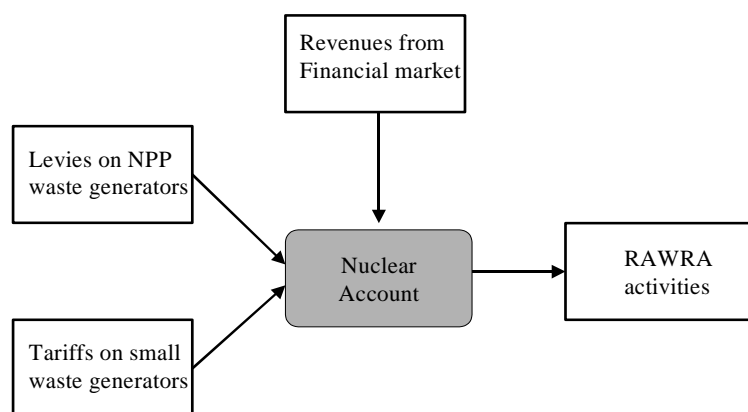 Revenues from
Financial market
Levies on NPP
waste generators
Nuclear
Account
RAWRA
activities
Tariffs on small
waste generators